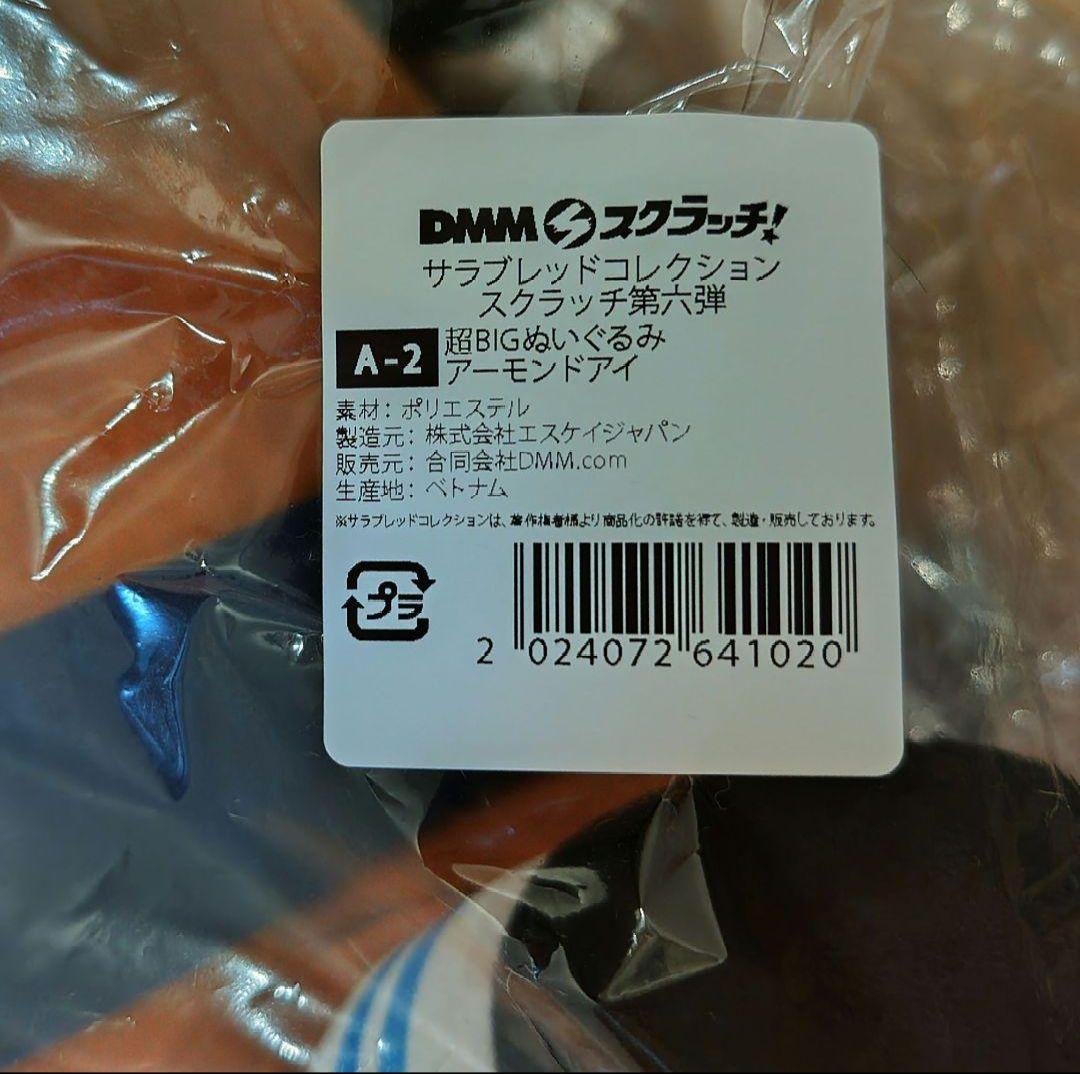 DMMスクラッチ!
サラブレッドコレクション
スクラッチ第六弾
A-2
超BIGぬいぐるみ
アーモンドアイ
素材:ポリエステル
製造元:株式会社エスケイジャパン
販売元:合同会社DMM.com
生産地:ベトナム
※サラブレッドコレクションは、著作権者様より商品化の許諾を得て、製造・販売しております。
プラ
2 024072 641020